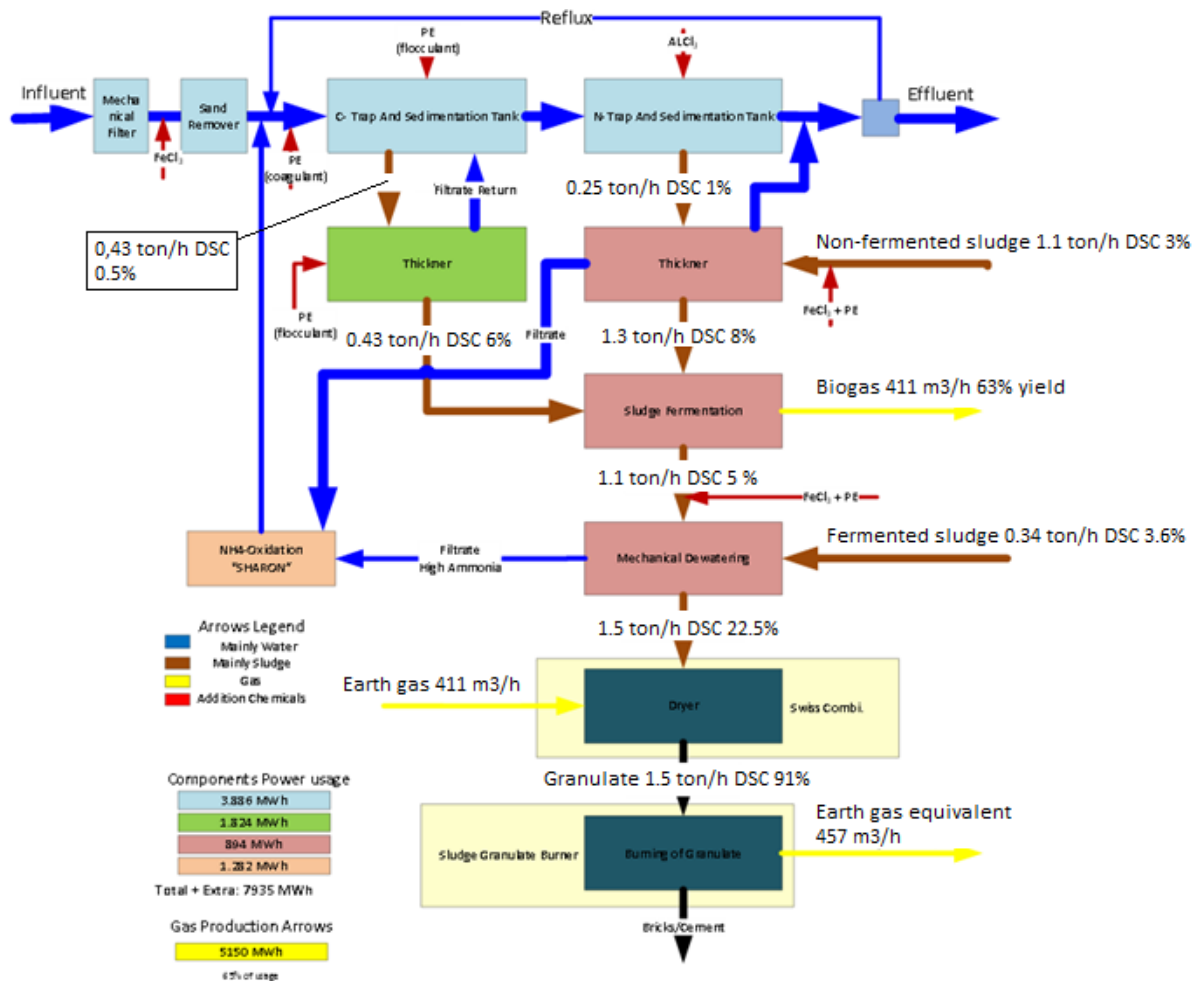 Reflux
PE
(flocculant)
ALCl₃
Influent
Mecha
nical
Filter
Sand
Remover
C- Trap And Sedimentation Tank
N-Trap And Sedimentation Tank
Effluent
FeCl₃
PE
(coagulant)
Filtrate Return
0.25 ton/h DSC 1%
0,43 ton/h DSC
0.5%
Thickner
Thickner
Non-fermented sludge 1.1 ton/h DSC 3%
FeCl₃ + PE
PE
(flocculant)
0.43 ton/h DSC 6%
Filtrate
1.3 ton/h DSC 8%
Sludge Fermentation
Biogas 411 m3/h 63% yield
1.1 ton/h DSC 5 %
FeCl₃ + PE
NH4-Oxidation
"SHARON"
Filtrate
High Ammonia
Mechanical Dewatering
Fermented sludge 0.34 ton/h DSC 3.6%
1.5 ton/h DSC 22.5%
Arrows Legend
Mainly Water
Mainly Sludge
Gas
Addition Chemicals
Earth gas 411 m3/h
Dryer
Swiss Combi.
Granulate 1.5 ton/h DSC 91%
Components Power usage
3.886 MWh
1.824 MWh
894 MWh
1.282 MWh
Total + Extra: 7935 MWh
Sludge Granulate Burner
Burning of Granulate
Earth gas equivalent
457 m3/h
Bricks/Cement
Gas Production Arrows
5150 MWh
65% of usage